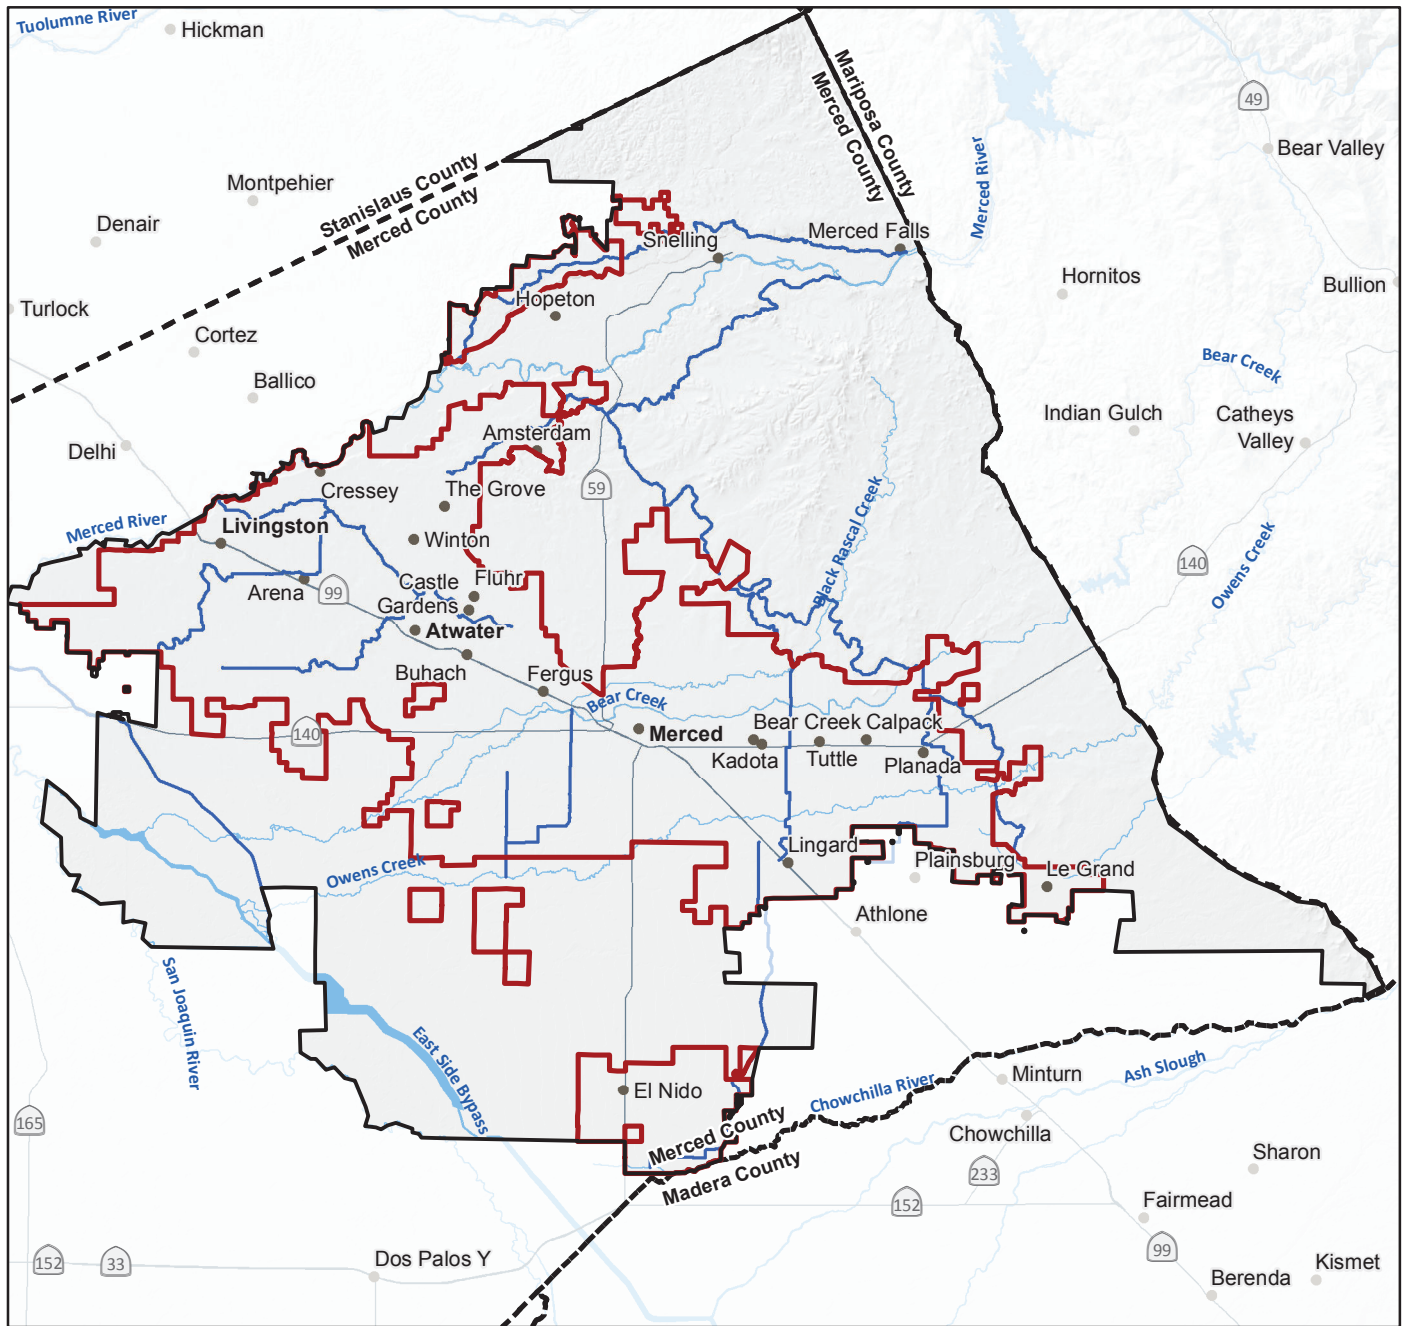 Tuolumne River
Hickman
Mariposa County
Merced County
49
Bear Valley
Merced River
Montpehier
Stanislaus County
Merced County
Denair
Snelling
Merced Falls
Hornitos
Bullion
Turlock
Hopeton
Cortez
Bear Creek
Ballico
Indian Gulch
Catheys
Valley
Delhi
Amsterdam
Cressey
The Grove
59
Black Rascal Creek
Merced River
Livingston
Winton
140
Owens Creek
Arena
99
Castle
Gardens
Fluhr
Atwater
Buhach
Fergus
Bear Creek
140
Merced
Bear Creek
Calpack
Kadota
Tuttle
Planada
Lingard
Plainsburg
Le Grand
Owens Creek
Athlone
San Joaquin River
East Side Bypass
El Nido
Minturn
Ash Slough
Chowchilla River
165
Merced County
Madera County
Chowchilla
Sharon
233
152
Fairmead
99
Dos Palos Y
152
33
Kismet
Berenda